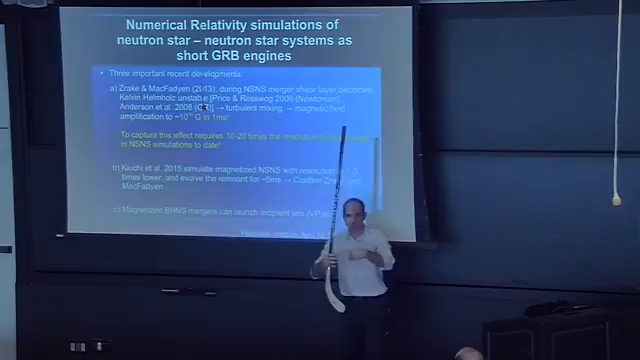 Numerical Relativity simulations of
neutron star – neutron star systems as
short GRB engines
• Three important recent developments
a) Zrake & MacFadyen (2013): during NSNS merger shear layer becomes
Kelvin Helmholz unstable [Price & Rosswog 2006 (Newtonian),
Anderson et al. 2008 (GR)] → turbulent mixing → magnetic field
amplification to ~10 G in 1ms!
To capture this effect requires 10-20 times the resolution
in NSNS simulations to date!
b) Kiuchi et al. 2015 simulate magnetized NSNS with resolution
times lower, and evolve the remnant for ~5ms → Confirm
MacFadyen
c) Magnetized BHNS mergers can launch incipient jets